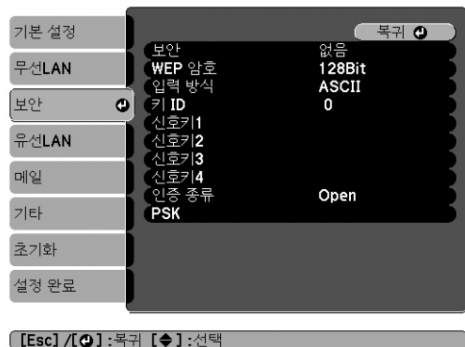 기본 설정
무선LAN
보안
유선LAN
메일
기타
초기화
설정 완료
복귀
보안 없음
WEP 암호 128Bit
입력 방식 ASCII
키 ID 0
신호키1
신호키2
신호키3
신호키4
인증 종류 Open
PSK
[Esc] /[ ] :복귀 [ ] :선택